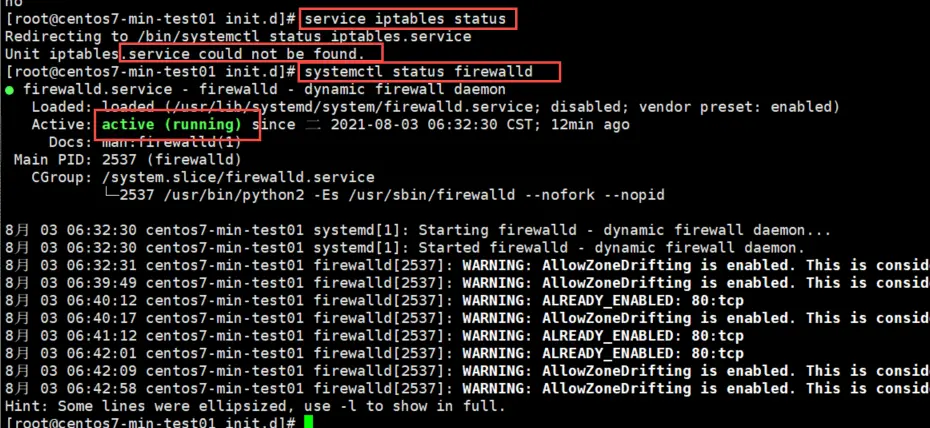 no
[root@centos7-min-test01 init.d]# service iptables status
Redirecting to /bin/systemctl status iptables.service
Unit iptables.service could not be found.
[root@centos7-min-test01 init.d]# systemctl status firewalld
● firewalld.service - firewalld - dynamic firewall daemon
   Loaded: loaded (/usr/lib/systemd/system/firewalld.service; disabled; vendor preset: enabled)
   Active: active (running) since 二 2021-08-03 06:32:30 CST; 12min ago
     Docs: man:firewalld(1)
 Main PID: 2537 (firewalld)
   CGroup: /system.slice/firewalld.service
           └─2537 /usr/bin/python2 -Es /usr/sbin/firewalld --nofork --nopid
8月 03 06:32:30 centos7-min-test01 systemd[1]: Starting firewalld - dynamic firewall daemon...
8月 03 06:32:30 centos7-min-test01 systemd[1]: Started firewalld - dynamic firewall daemon.
8月 03 06:32:31 centos7-min-test01 firewalld[2537]: WARNING: AllowZoneDrifting is enabled. This is conside
8月 03 06:39:49 centos7-min-test01 firewalld[2537]: WARNING: AllowZoneDrifting is enabled. This is conside
8月 03 06:40:12 centos7-min-test01 firewalld[2537]: WARNING: ALREADY_ENABLED: 80:tcp
8月 03 06:40:17 centos7-min-test01 firewalld[2537]: WARNING: AllowZoneDrifting is enabled. This is conside
8月 03 06:41:12 centos7-min-test01 firewalld[2537]: WARNING: ALREADY_ENABLED: 80:tcp
8月 03 06:42:01 centos7-min-test01 firewalld[2537]: WARNING: ALREADY_ENABLED: 80:tcp
8月 03 06:42:09 centos7-min-test01 firewalld[2537]: WARNING: AllowZoneDrifting is enabled. This is conside
8月 03 06:42:58 centos7-min-test01 firewalld[2537]: WARNING: AllowZoneDrifting is enabled. This is conside
Hint: Some lines were ellipsized, use -l to show in full.
[root@centos7-min-test01 init.d]#